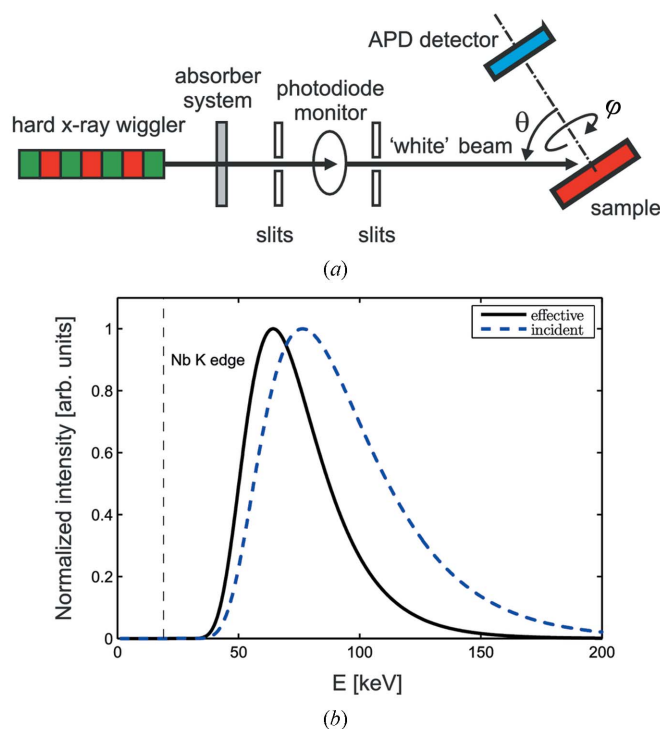 APD detector
absorber
system
photodiode
monitor
hard x-ray wiggler
'white' beam
θ
φ
sample
slits
slits
(a)
Normalized intensity [arb. units]
1
0.8
0.6
0.4
0.2
0
Nb K edge
effective
incident
0
50
100
150
200
E [keV]
(b)